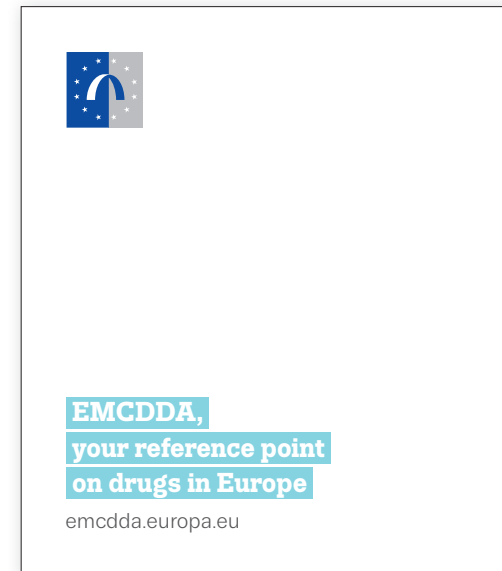 EMCDDA,
your reference point
on drugs in Europe
emcdda.europa.eu